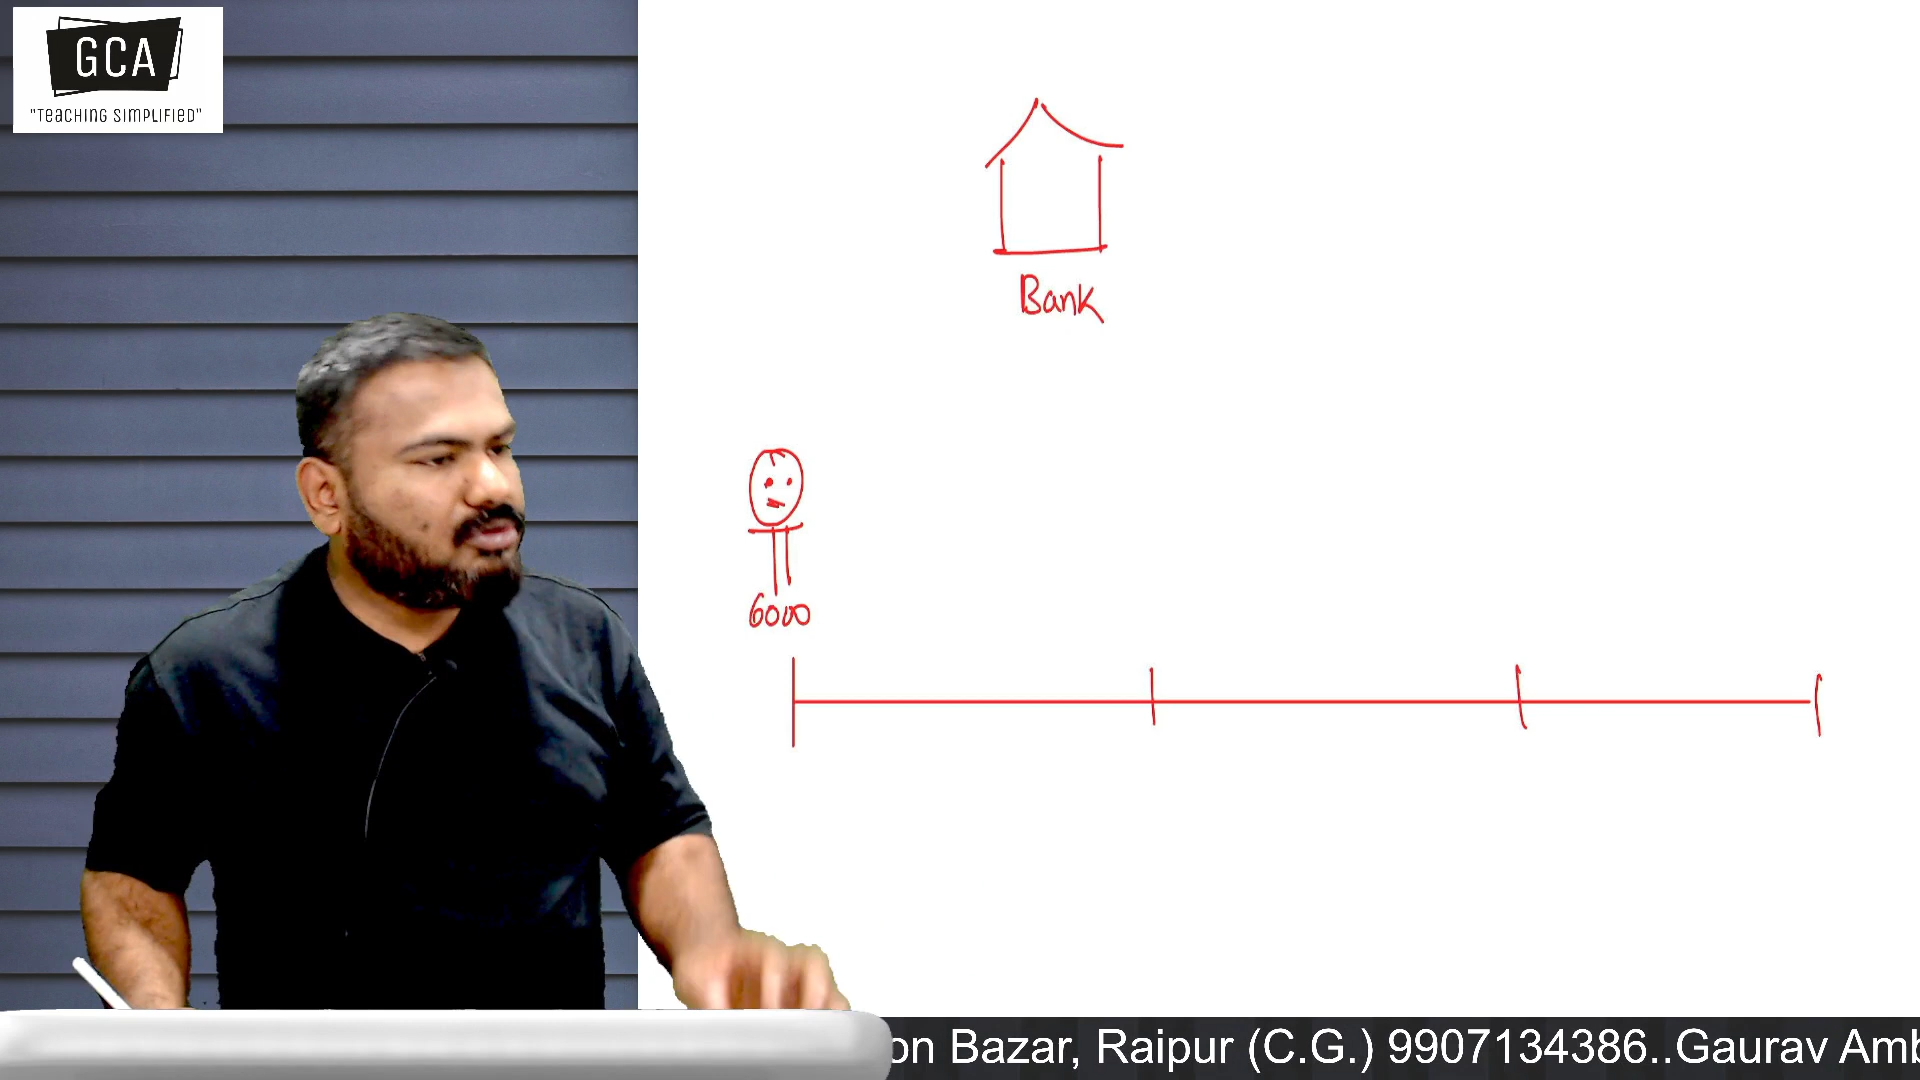 GCA
"Teaching Simplified"
Bank
6000
on Bazar, Raipur (C.G.) 9907134386..Gaurav Amb